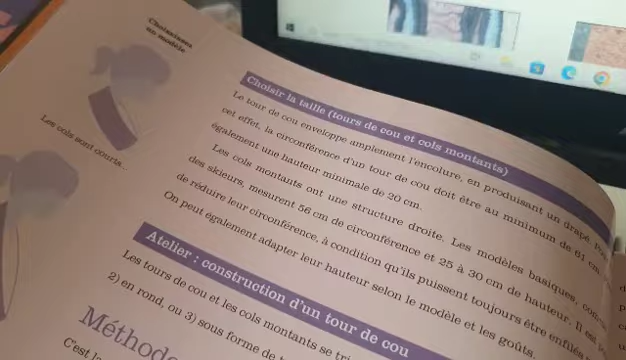 Choisissez
un modèle
Les cols sont courts...
Choisir la taille (tours de cou et cols montants)
Le tour de cou enveloppe amplement l'encolure, en produisant un drapé.
cet effet, la circonférence d'un tour de cou doit être au minimum de 61 cm
également une hauteur minimale de 20 cm.
Les cols montants ont une structure droite. Les modèles basiques,
des skieurs, mesurent 56 cm de circonférence et 25 à 30 cm de hauteur. Il est
de réduire leur circonférence, à condition qu'ils puissent toujours être enfilés
On peut également adapter leur hauteur selon le modèle et les goûts.
Atelier : construction d'un tour de cou
Les tours de cou et les cols montants se
2) en rond, ou 3) sous forme de
C'est